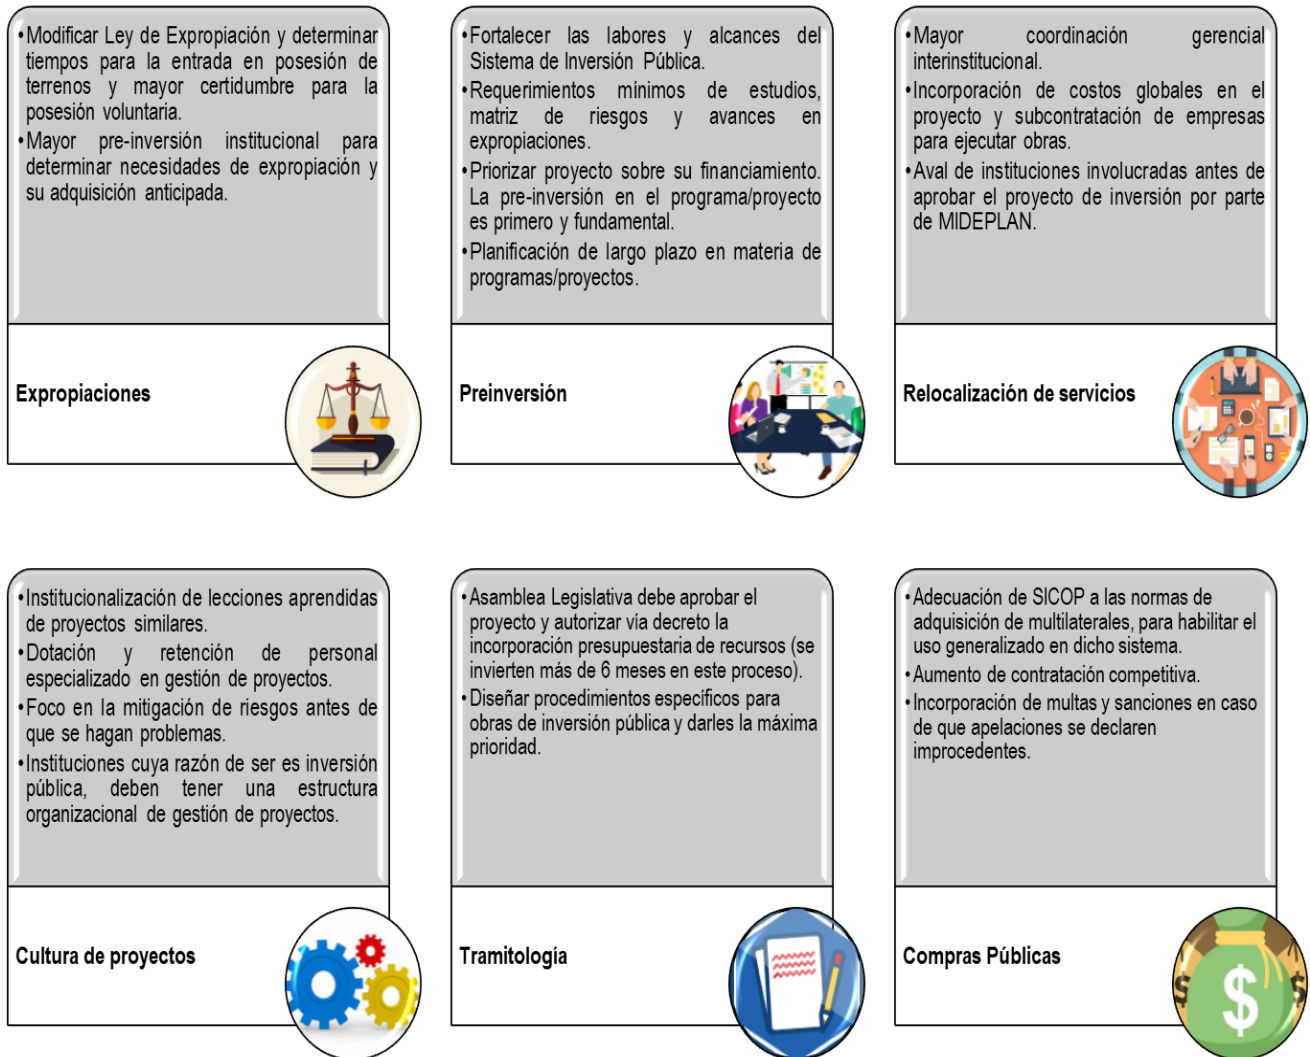 •Modificar Ley de Expropiación y determinar
tiempos para la entrada en posesión de
terrenos y mayor certidumbre para la
posesión voluntaria.
•Mayor pre-inversión institucional para
determinar necesidades de expropiación y
su adquisición anticipada.
Expropiaciones
•Fortalecer las labores y alcances del
Sistema de Inversión Pública.
•Requerimientos mínimos de estudios,
matriz de riesgos y avances en
expropiaciones.
•Priorizar proyecto sobre su financiamiento.
La pre-inversión en el programa/proyecto
es primero y fundamental.
•Planificación de largo plazo en materia de
programas/proyectos.
Preinversión
•Mayor coordinación gerencial
interinstitucional.
•Incorporación de costos globales en el
proyecto y subcontratación de empresas
para ejecutar obras.
•Aval de instituciones involucradas antes de
aprobar el proyecto de inversión por parte
de MIDEPLAN.
Relocalización de servicios
•Institucionalización de lecciones aprendidas
de proyectos similares.
•Dotación y retención de personal
especializado en gestión de proyectos.
•Foco en la mitigación de riesgos antes de
que se hagan problemas.
•Instituciones cuya razón de ser es inversión
pública, deben tener una estructura
organizacional de gestión de proyectos.
Cultura de proyectos
•Asamblea Legislativa debe aprobar el
proyecto y autorizar vía decreto la
incorporación presupuestaria de recursos (se
invierten más de 6 meses en este proceso).
•Diseñar procedimientos específicos para
obras de inversión pública y darles la máxima
prioridad.
Tramitología
•Adecuación de SICOP a las normas de
adquisición de multilaterales, para habilitar el
uso generalizado en dicho sistema.
•Aumento de contratación competitiva.
•Incorporación de multas y sanciones en caso
de que apelaciones se declaren
improcedentes.
Compras Públicas
$
$
$